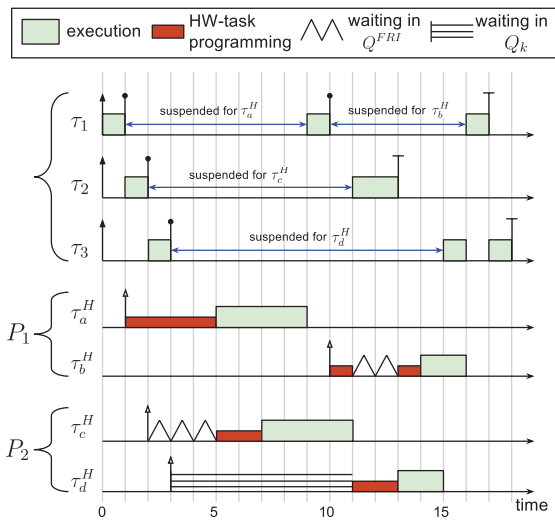 execution
HW-task programming
waiting in Q^{FRI}
waiting in Q_k
τ_1
suspended for τ_a^H
suspended for τ_b^H
τ_2
suspended for τ_c^H
τ_3
suspended for τ_d^H
P_1
τ_a^H
τ_b^H
P_2
τ_c^H
τ_d^H
0 5 10 15 time